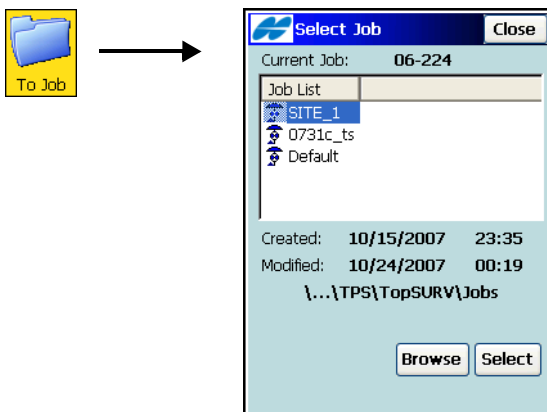 To Job
Select Job Close
Current Job: 06-224
Job List
SITE_1
0731c_ts
Default
Created: 10/15/2007 23:35
Modified: 10/24/2007 00:19
\...\TPS\TopSURV\Jobs
Browse Select